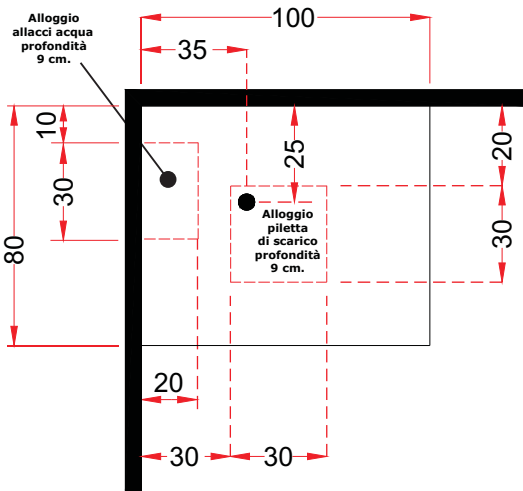 Alloggio
allacci acqua
profondità
9 cm.
100
35
10
30
80
25
20
30
Alloggio
piletta
di scarico
profondità
9 cm.
20
30
30